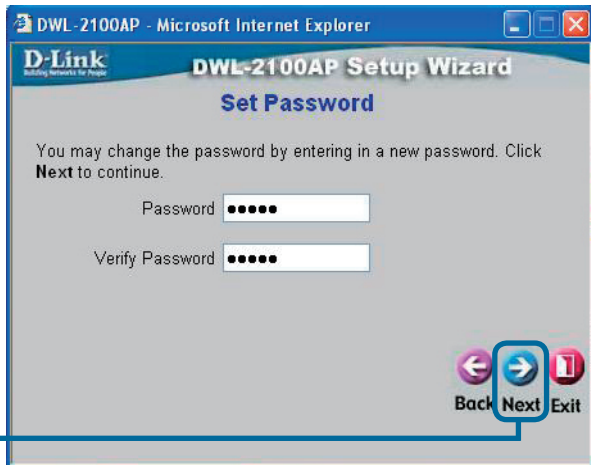 DWL-2100AP - Microsoft Internet Explorer
D-Link
Building Networks for People
DWL-2100AP Setup Wizard
Set Password
You may change the password by entering in a new password. Click
Next to continue.
Password •••••
Verify Password •••••
Back Next Exit